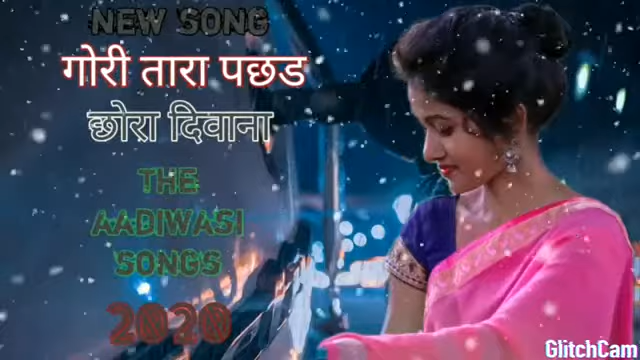 NEW SONG
गोरी तारा पछड
छोरा दिवाना
THE
AADIWASI
SONGS
2020
GlitchCam